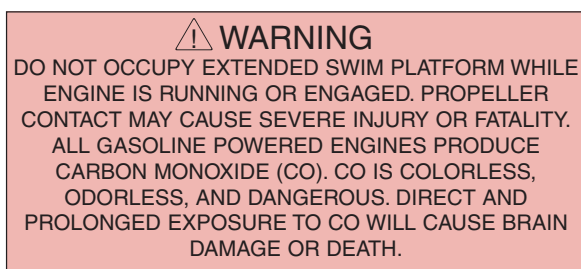 ⚠ WARNING
DO NOT OCCUPY EXTENDED SWIM PLATFORM WHILE
ENGINE IS RUNNING OR ENGAGED. PROPELLER
CONTACT MAY CAUSE SEVERE INJURY OR FATALITY.
ALL GASOLINE POWERED ENGINES PRODUCE
CARBON MONOXIDE (CO). CO IS COLORLESS,
ODORLESS, AND DANGEROUS. DIRECT AND
PROLONGED EXPOSURE TO CO WILL CAUSE BRAIN
DAMAGE OR DEATH.